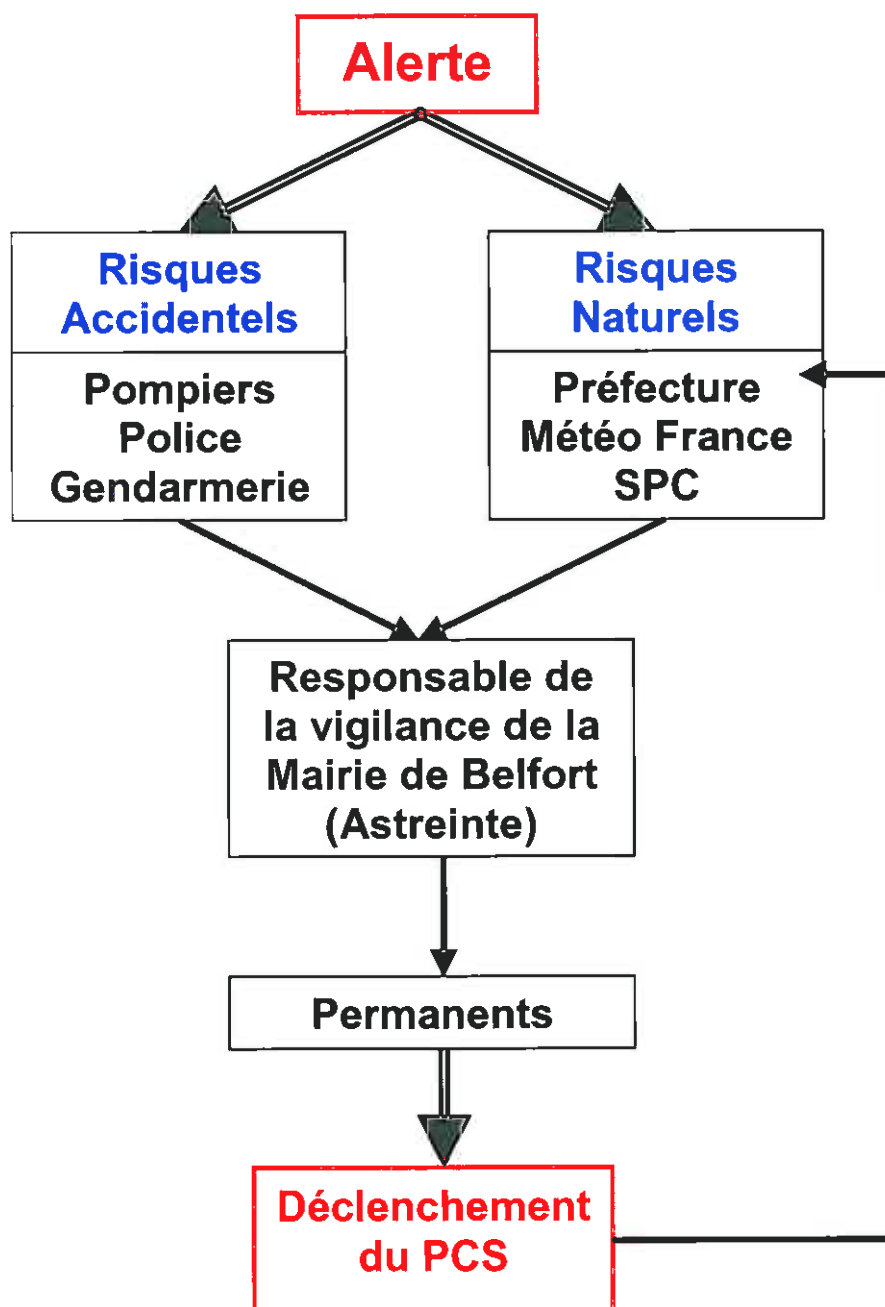 Alerte
Risques
Accidentels
Pompiers
Police
Gendarmerie
Risques
Naturels
Préfecture
Météo France
SPC
Responsable de
la vigilance de la
Mairie de Belfort
(Astreinte)
Permanents
Déclenchement
du PCS